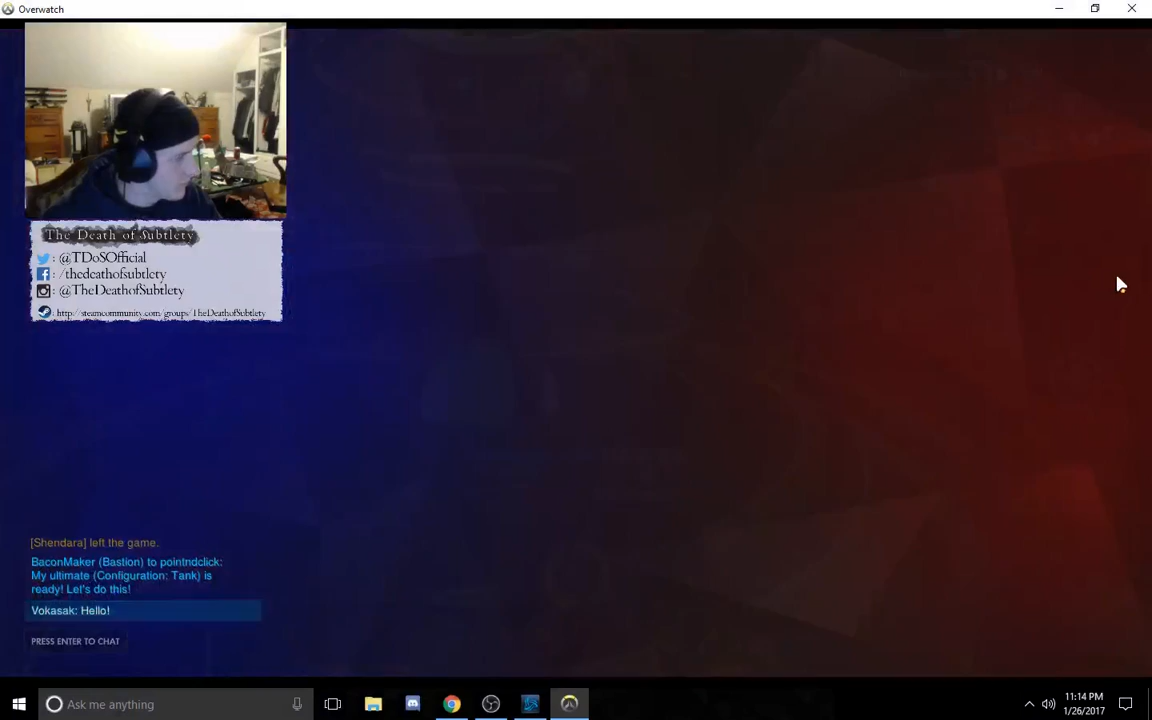 Overwatch
The Death of Subtlety
: @TDoSOfficial
: /thedeathofsubtlety
: @TheDeathofSubtlety
: http://steamcommunity.com/groups/TheDeathofSubtlety
[Shendara] left the game.
BaconMaker (Bastion) to pointndclick:
My ultimate (Configuration: Tank) is
ready! Let's do this!
Vokasak: Hello!
PRESS ENTER TO CHAT
Ask me anything
11:14 PM
1/26/2017